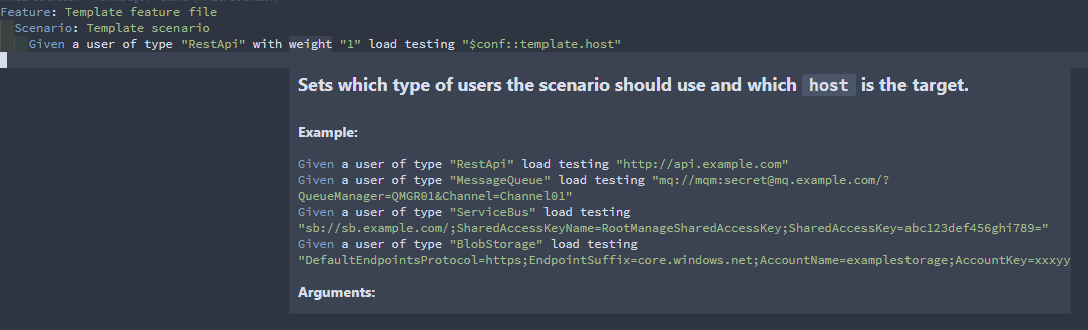 Feature: Template feature file
Scenario: Template scenario
Given a user of type "RestApi" with weight "1" load testing "$conf::template.host"
Sets which type of users the scenario should use and which host is the target.
Example:
Given a user of type "RestApi" load testing "http://api.example.com"
Given a user of type "MessageQueue" load testing "mq://mqm:secret@mq.example.com/?
QueueManager=QMGR01&Channel=Channel01"
Given a user of type "ServiceBus" load testing
"sb://sb.example.com/;SharedAccessKeyName=RootManageSharedAccessKey;SharedAccessKey=abc123def456ghi789="
Given a user of type "BlobStorage" load testing
"DefaultEndpointsProtocol=https;EndpointSuffix=core.windows.net;AccountName=examplestorage;AccountKey=xxxyy
Arguments: